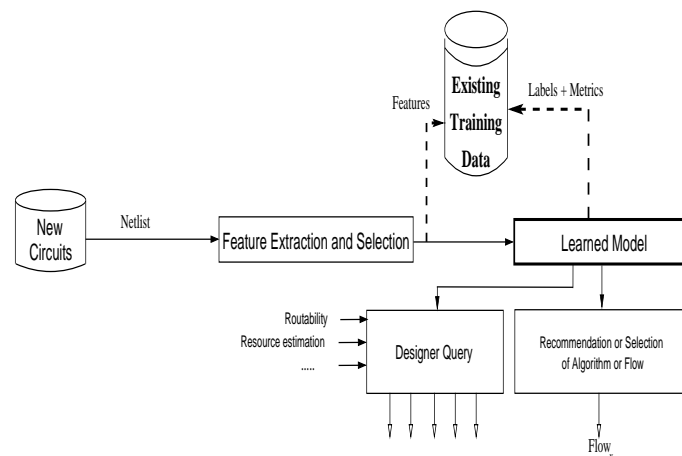 Existing
Training
Data
Features
Labels + Metrics
New
Circuits
Netlist
Feature Extraction and Selection
Learned Model
Routability
Resource estimation
.....
Designer Query
Recommendation or Selection
of Algorithm or Flow
Flow